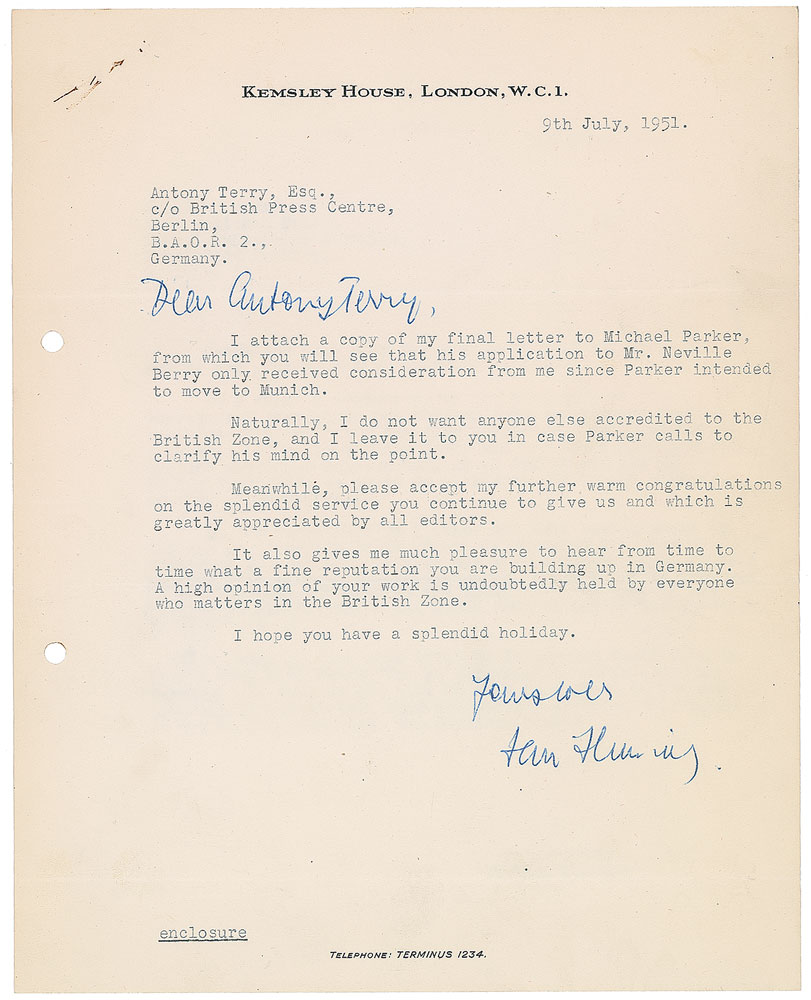 KEMSLEY HOUSE, LONDON, W.C.1.
9th July, 1951.
Antony Terry, Esq.,
c/o British Press Centre,
Berlin,
B.A.O.R. 2.,
Germany.
Dear Antony Terry,
I attach a copy of my final letter to Michael Parker,
from which you will see that his application to Mr. Neville
Berry only received consideration from me since Parker intended
to move to Munich.
Naturally, I do not want anyone else accredited to the
British Zone, and I leave it to you in case Parker calls to
clarify his mind on the point.
Meanwhile, please accept my further warm congratulations
on the splendid service you continue to give us and which is
greatly appreciated by all editors.
It also gives me much pleasure to hear from time to
time what a fine reputation you are building up in Germany.
A high opinion of your work is undoubtedly held by everyone
who matters in the British Zone.
I hope you have a splendid holiday.
Yours ever
Ian Fleming
enclosure
TELEPHONE: TERMINUS 1234.